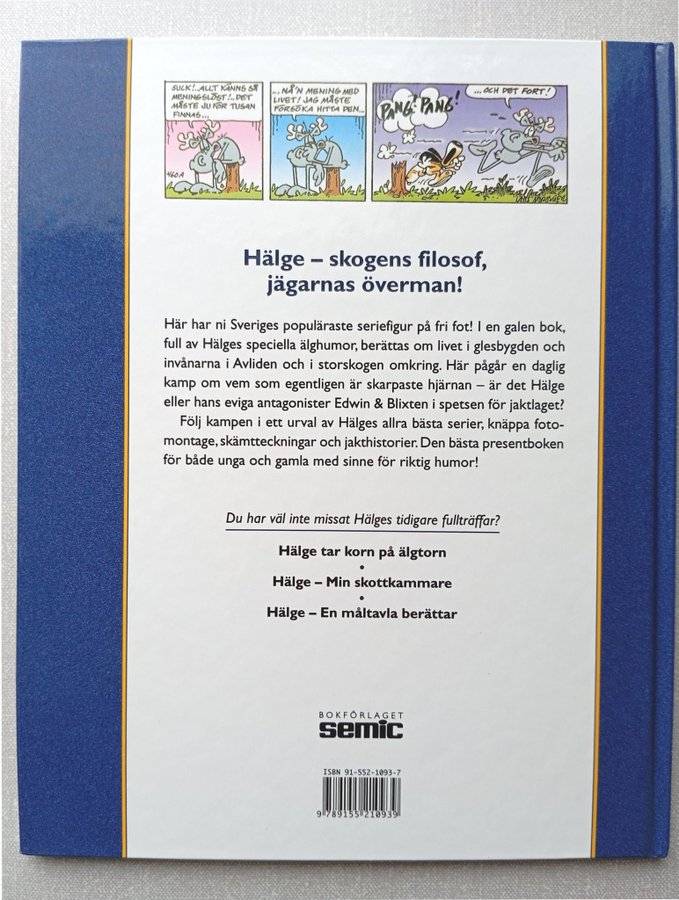 SUCK!..ALLT KÄNNS SÅ
MENINGSLÖST!..DET
MÅSTE JU FÖR TUSAN
FINNAS...
460A
...NÅ'N MENING MED
LIVET! JAG MÅSTE
FÖRSÖKA HITTA DEN...
PANG! PANG!
...OCH DET FORT!
Hälge – skogens filosof,
jägarnas överman!
Här har ni Sveriges populäraste seriefigur på fri fot! I en galen bok,
full av Hälges speciella älghumor, berättas om livet i glesbygden och
invånarna i Avliden och i storskogen omkring. Här pågår en daglig
kamp om vem som egentligen är skarpaste hjärnan – är det Hälge
eller hans eviga antagonister Edwin & Blixten i spetsen för jaktlaget?
Följ kampen i ett urval av Hälges allra bästa serier, knäppa foto-
montage, skämtteckningar och jakthistorier. Den bästa presentboken
för både unga och gamla med sinne för riktig humor!
Du har väl inte missat Hälges tidigare fullträffar?
Hälge tar korn på älgtorn
•
Hälge – Min skottkammare
•
Hälge – En måltavla berättar
BOKFÖRLAGET
semic
ISBN 91-552-1093-7
9 789155 210939